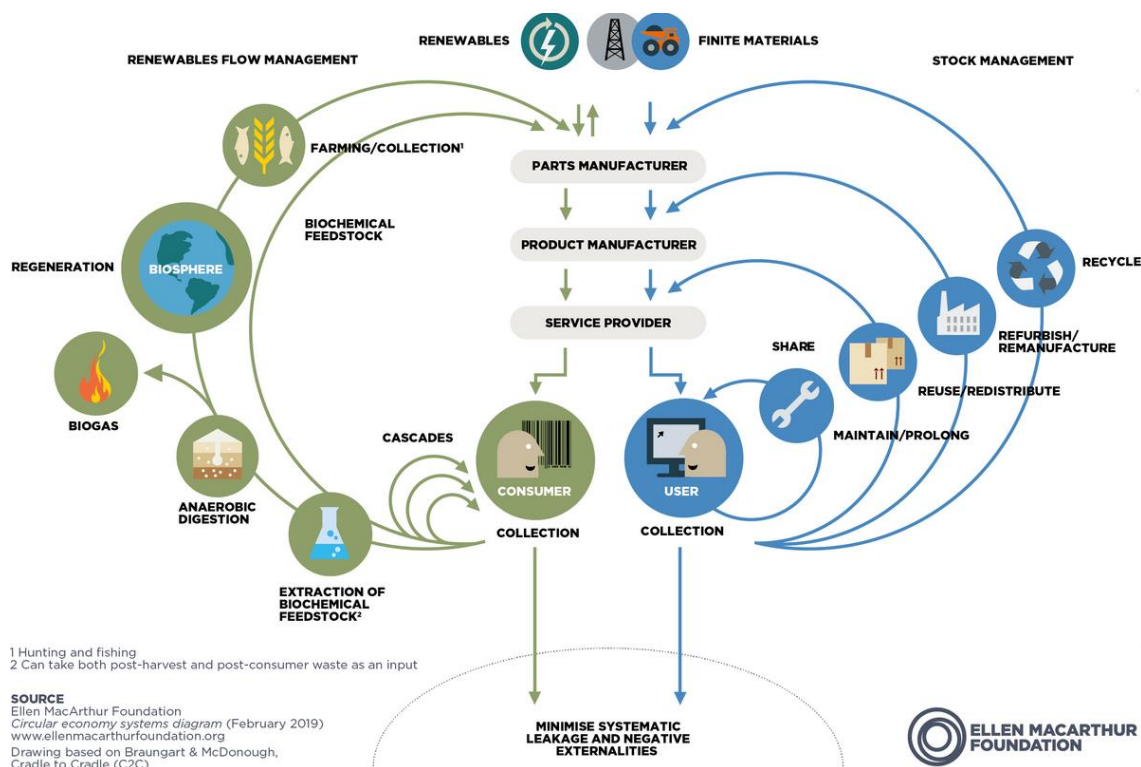 RENEWABLES
FINITE MATERIALS
RENEWABLES FLOW MANAGEMENT
STOCK MANAGEMENT
FARMING/COLLECTION¹
PARTS MANUFACTURER
BIOCHEMICAL
FEEDSTOCK
PRODUCT MANUFACTURER
REGENERATION
BIOSPHERE
RECYCLE
SERVICE PROVIDER
SHARE
REFURBISH/
REMANUFACTURE
REUSE/REDISTRIBUTE
BIOGAS
CASCADES
MAINTAIN/PROLONG
CONSUMER
USER
ANAEROBIC
DIGESTION
COLLECTION
COLLECTION
EXTRACTION OF
BIOCHEMICAL
FEEDSTOCK²
1 Hunting and fishing
2 Can take both post-harvest and post-consumer waste as an input
SOURCE
Ellen MacArthur Foundation
Circular economy systems diagram (February 2019)
www.ellenmacarthurfoundation.org
Drawing based on Braungart & McDonough,
Cradle to Cradle (C2C)
MINIMISE SYSTEMATIC
LEAKAGE AND NEGATIVE
EXTERNALITIES
ELLEN MACARTHUR
FOUNDATION